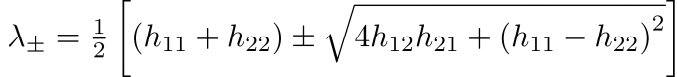 λ± = 1/2 [(h₁₁ + h₂₂) ± √(4h₁₂h₂₁ + (h₁₁ − h₂₂)²)]